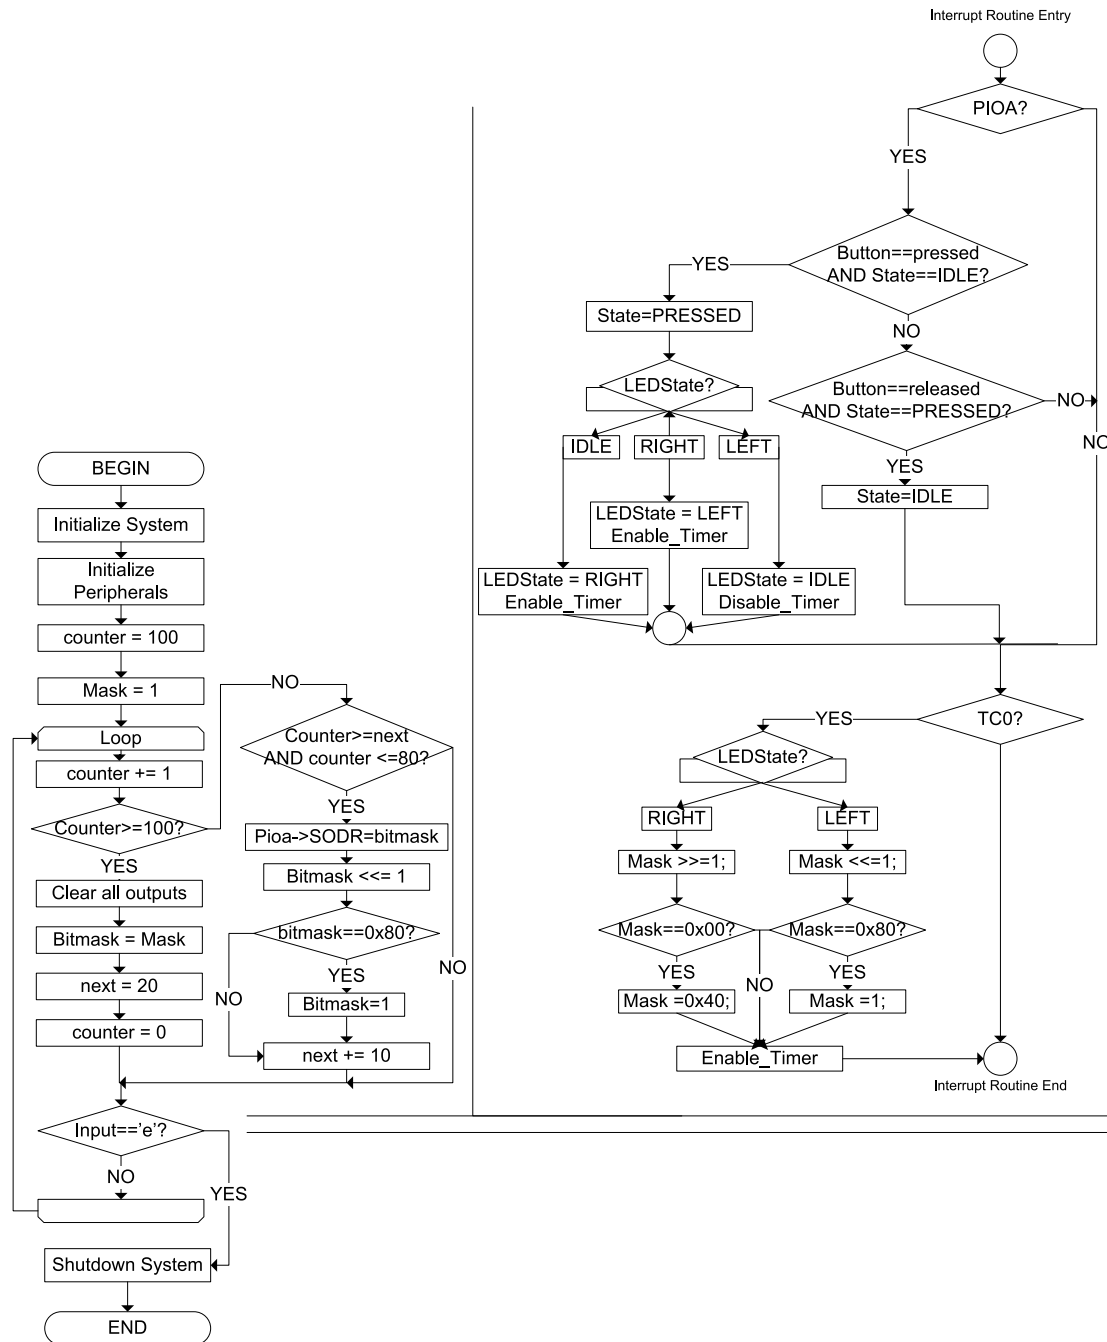 BEGIN
Initialize System
Initialize
Peripherals
counter = 100
Mask = 1
Loop
counter += 1
Counter>=100?
NO
YES
Clear all outputs
Bitmask = Mask
next = 20
counter = 0
Counter>=next
AND counter <=80?
YES
NO
Pioa->SODR=bitmask
Bitmask <<= 1
bitmask==0x80?
YES
NO
Bitmask=1
next += 10
Input=='e'?
NO
YES
Shutdown System
END
Interrupt Routine Entry
PIOA?
YES
NO
Button==pressed
AND State==IDLE?
YES
NO
State=PRESSED
LEDState?
IDLE
RIGHT
LEFT
LEDState = LEFT
Enable_Timer
LEDState = RIGHT
Enable_Timer
LEDState = IDLE
Disable_Timer
Button==released
AND State==PRESSED?
NO
YES
State=IDLE
TC0?
YES
LEDState?
RIGHT
LEFT
Mask >>=1;
Mask <<=1;
Mask==0x00?
Mask==0x80?
YES
NO
YES
Mask =0x40;
Mask =1;
Enable_Timer
Interrupt Routine End